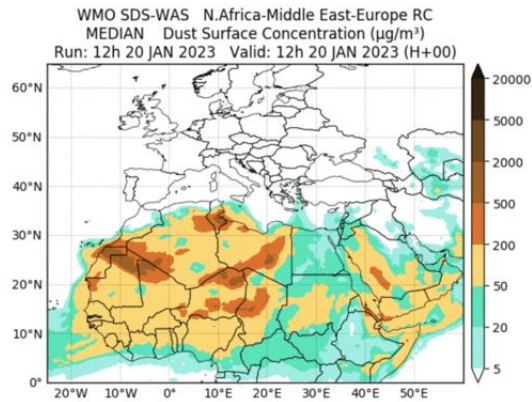 WMO SDS-WAS N.Africa-Middle East-Europe RC
MEDIAN Dust Surface Concentration (µg/m³)
Run: 12h 20 JAN 2023 Valid: 12h 20 JAN 2023 (H+00)
60°N
50°N
40°N
30°N
20°N
10°N
0°
20°W
10°W
0°E
10°E
20°E
30°E
40°E
50°E
20000
5000
2000
500
200
50
20
5